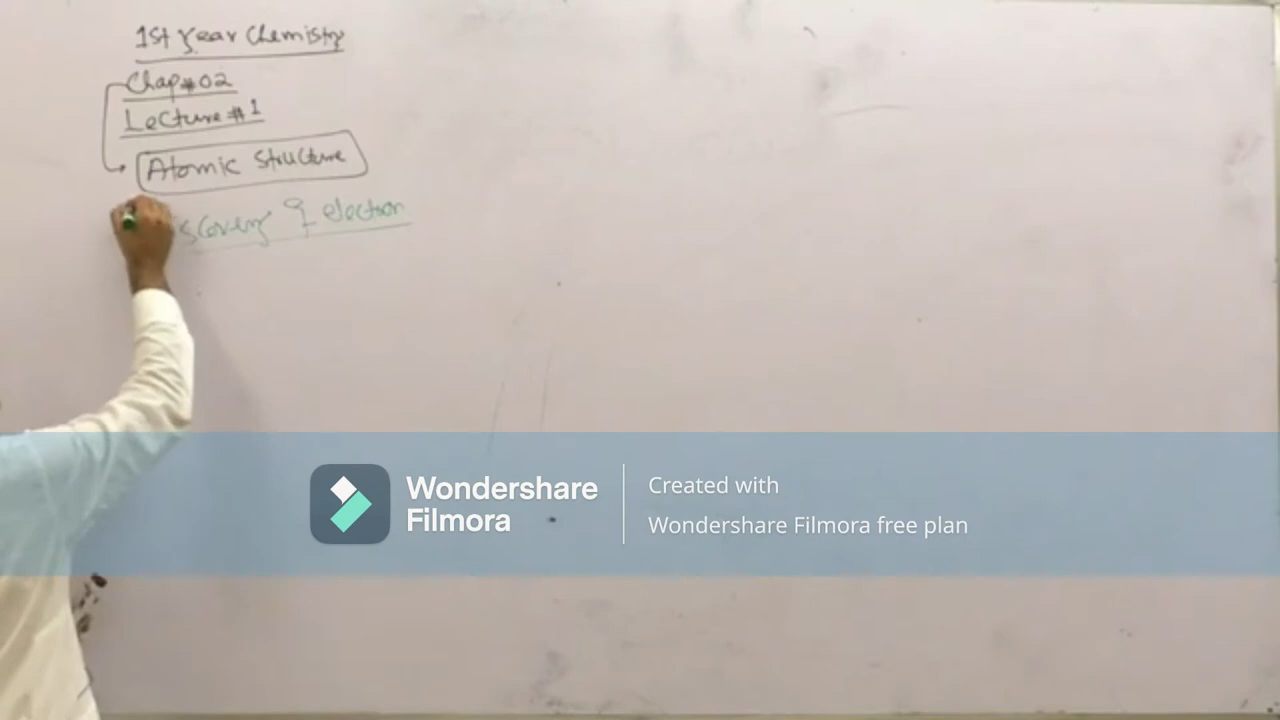 1st year Chemistry
Chap#02
Lecture #1
Atomic structure
scovery of electron
Wondershare
Filmora
Created with
Wondershare Filmora free plan